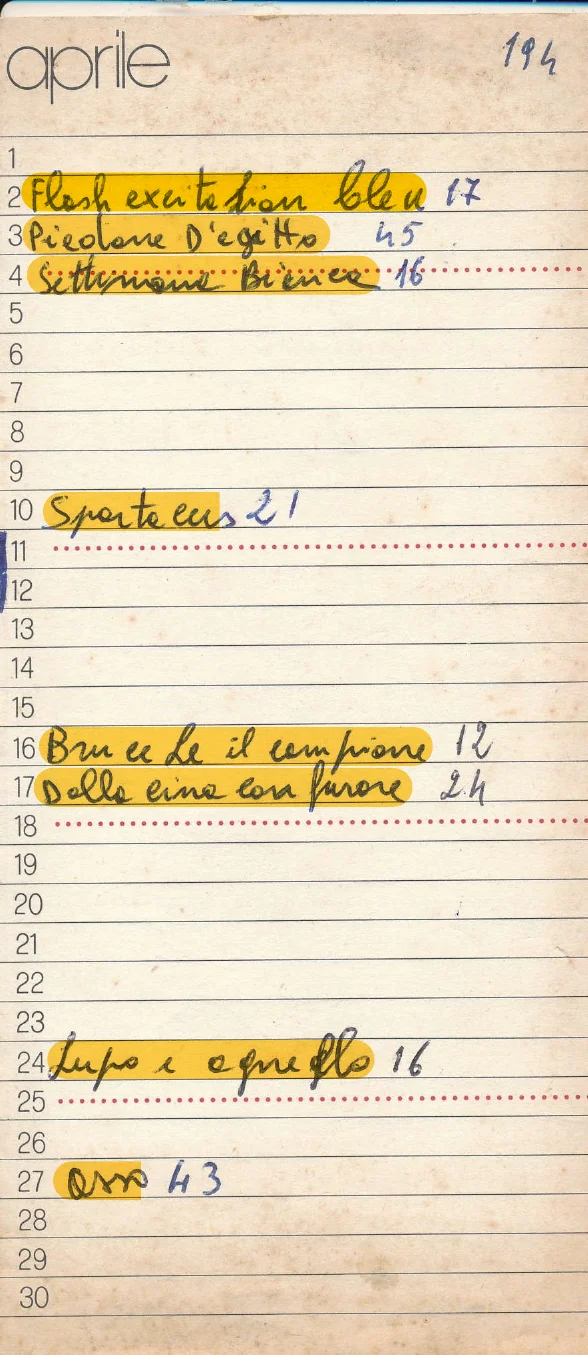 aprile 194
1
2 Flash excitation bleu 17
3 Piedone D'egitto 45
4 Settimana Bianca 16
5
6
7
8
9
10 Spartacus 21
11
12
13
14
15
16 Bruce Le il campione 12
17 Dalla cina con furore 24
18
19
20
21
22
23
24 Lupo e agnello 16
25
26
27 Asso 43
28
29
30